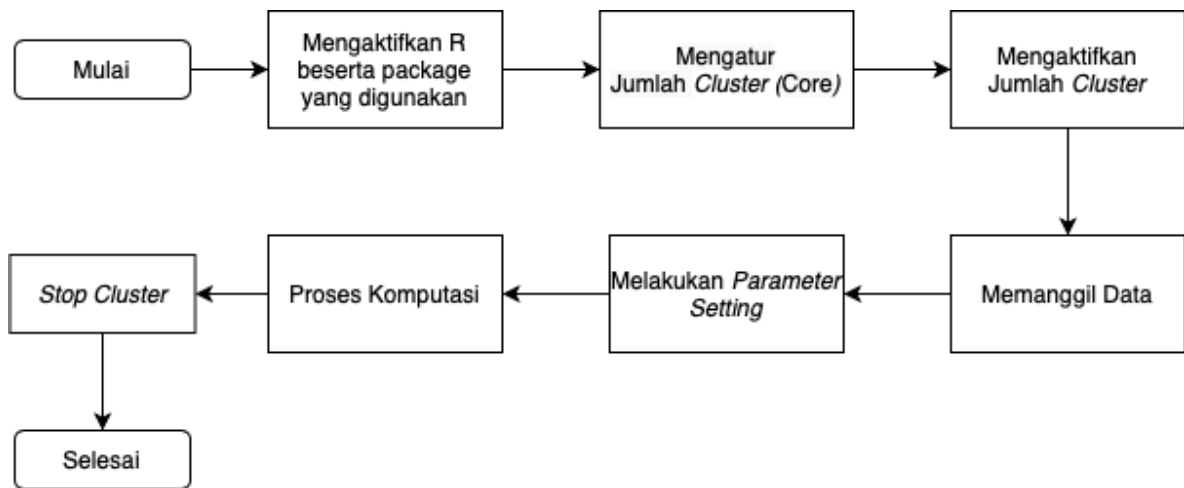 Mulai
Mengaktifkan R
beserta package
yang digunakan
Mengatur
Jumlah Cluster (Core)
Mengaktifkan
Jumlah Cluster
Memanggil Data
Melakukan Parameter
Setting
Proses Komputasi
Stop Cluster
Selesai